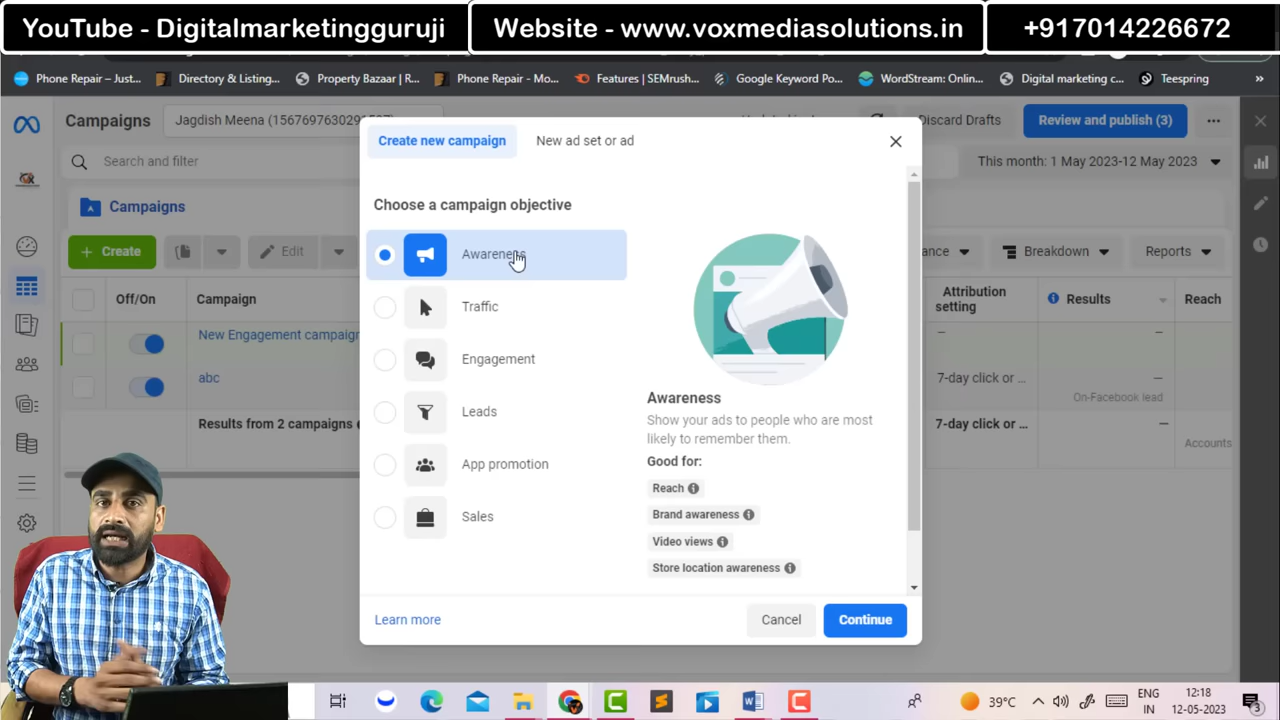 YouTube - Digitalmarketingguruji
Website - www.voxmediasolutions.in
+917014226672
Phone Repair – Just...
Directory & Listing...
Property Bazaar | R...
Phone Repair - Mo...
Features | SEMrush...
Google Keyword Po...
WordStream: Onlin...
Digital marketing c...
Teespring
»
Campaigns
Discard Drafts
Review and publish (3)
Search and filter
This month: 1 May 2023-12 May 2023
Campaigns
+ Create
Edit
Breakdown
Reports
Off/On
Campaign
Attribution
setting
Results
Reach
New Engagement campaign
—
—
abc
7-day click or ...
—
On-Facebook lead
Results from 2 campaigns
7-day click or ...
—
Accounts
Create new campaign
New ad set or ad
Choose a campaign objective
Awareness
Traffic
Engagement
Leads
App promotion
Sales
Awareness
Show your ads to people who are most
likely to remember them.
Good for:
Reach
Brand awareness
Video views
Store location awareness
Learn more
Cancel
Continue
39°C
ENG
IN
12:18
12-05-2023
3